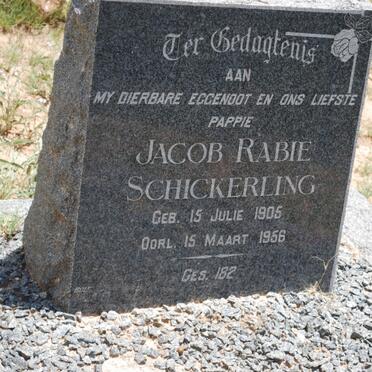 Ter Gedagtenis
AAN
MY DIERBARE EGGENOOT EN ONS LIEFSTE
PAPPIE
JACOB RABIE
SCHICKERLING
GEB. 15 JULIE 1905
OORL. 15 MAART 1956
GES. 182